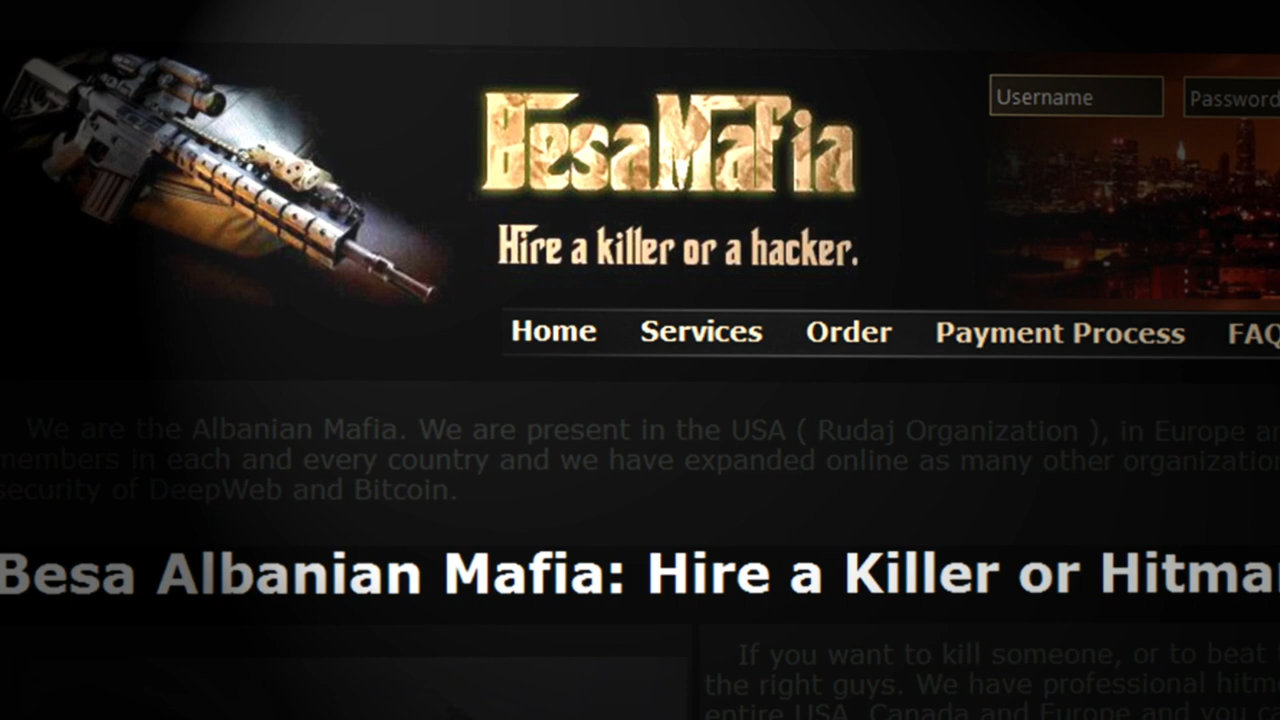 BesaMafia
Username
Password
Hire a killer or a hacker.
Home Services Order Payment Process FAQ
We are the Albanian Mafia. We are present in the USA ( Rudaj Organization ), in Europe
members in each and every country and we have expanded online as many other
security of DeepWeb and Bitcoin.
Besa Albanian Mafia: Hire a Killer or
If you want to kill someone, or to beat
the right guys. We have professional
entire USA, Canada and Europe and you